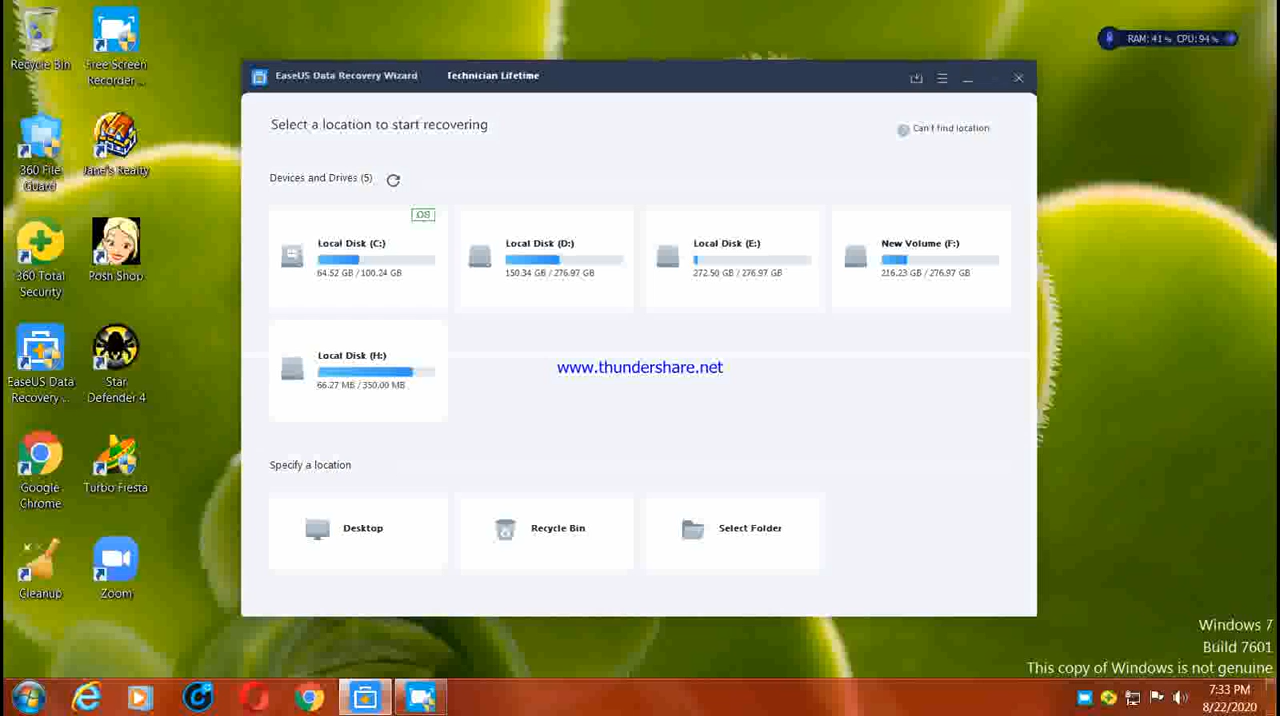 Recycle Bin
Free Screen
Recorder ...
360 File
Guard
Jane's Realty
360 Total
Security
Posh Shop
EaseUS Data
Recovery ...
Star
Defender 4
Google
Chrome
Turbo Fiesta
Cleanup
Zoom
RAM: 41% CPU: 94%
EaseUS Data Recovery Wizard
Technician Lifetime
Select a location to start recovering
Can't find location
Devices and Drives (5)
OS
Local Disk (C:)
64.52 GB / 100.24 GB
Local Disk (D:)
150.34 GB / 276.97 GB
Local Disk (E:)
272.50 GB / 276.97 GB
New Volume (F:)
216.23 GB / 276.97 GB
Local Disk (H:)
66.27 MB / 350.00 MB
www.thundershare.net
Specify a location
Desktop
Recycle Bin
Select Folder
Windows 7
Build 7601
This copy of Windows is not genuine
7:33 PM
8/22/2020